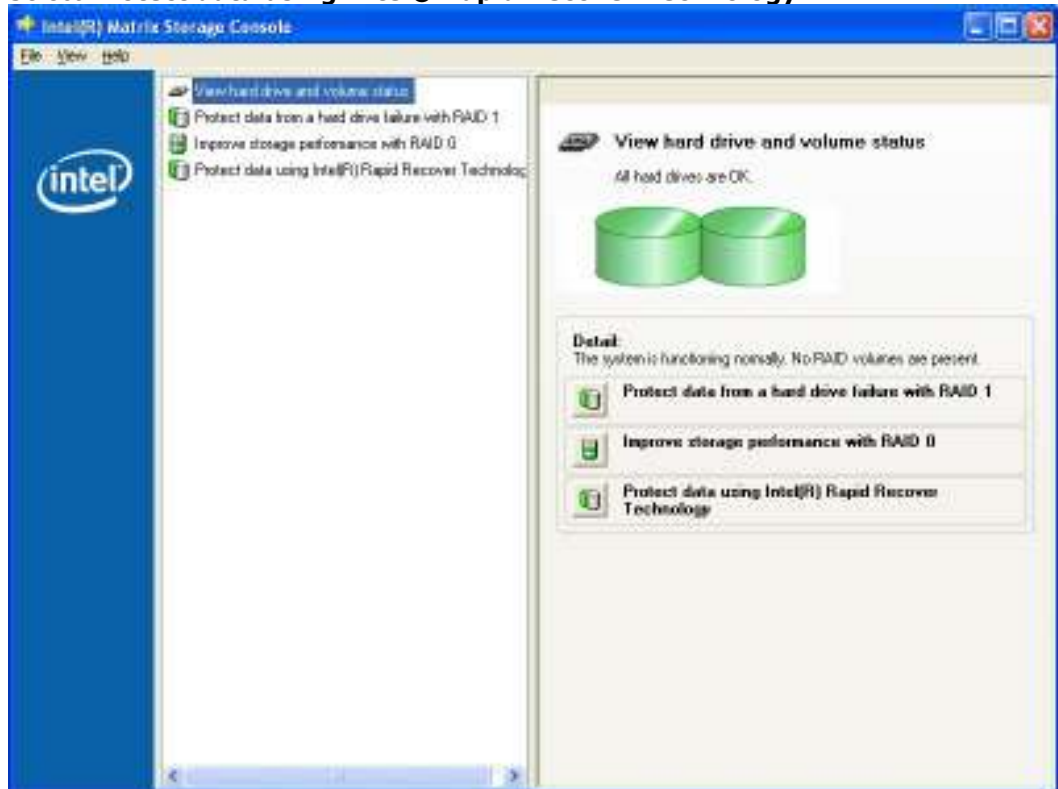 Intel(R) Matrix Storage Console
File View Help
View hard drive and volume status
Protect data from a hard drive failure with RAID 1
Improve storage performance with RAID 0
Protect data using Intel(R) Rapid Recover Technolog
intel
View hard drive and volume status
All hard drives are OK.
Detail:
The system is functioning normally. No RAID volumes are present.
Protect data from a hard drive failure with RAID 1
Improve storage performance with RAID 0
Protect data using Intel(R) Rapid Recover
Technology